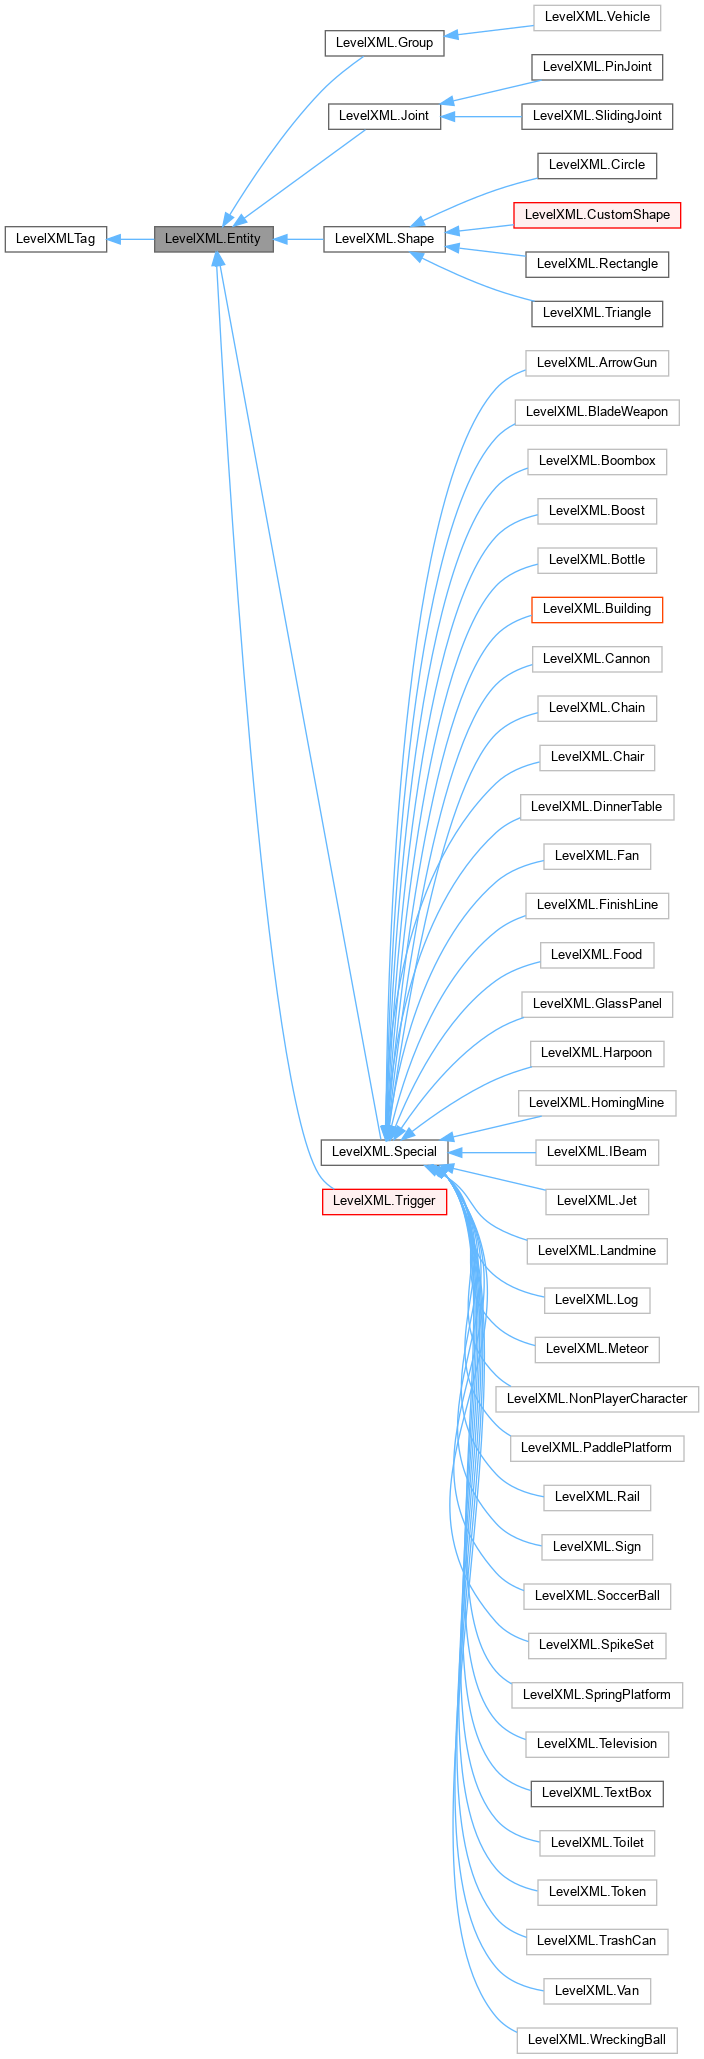 LevelXML.Vehicle
LevelXML.Group
LevelXML.PinJoint
LevelXML.Joint
LevelXML.SlidingJoint
LevelXML.Circle
LevelXML.CustomShape
LevelXMLTag
LevelXML.Entity
LevelXML.Shape
LevelXML.Rectangle
LevelXML.Triangle
LevelXML.ArrowGun
LevelXML.BladeWeapon
LevelXML.Boombox
LevelXML.Boost
LevelXML.Bottle
LevelXML.Building
LevelXML.Cannon
LevelXML.Chain
LevelXML.Chair
LevelXML.DinnerTable
LevelXML.Fan
LevelXML.FinishLine
LevelXML.Food
LevelXML.GlassPanel
LevelXML.Harpoon
LevelXML.HomingMine
LevelXML.Special
LevelXML.IBeam
LevelXML.Trigger
LevelXML.Jet
LevelXML.Landmine
LevelXML.Log
LevelXML.Meteor
LevelXML.NonPlayerCharacter
LevelXML.PaddlePlatform
LevelXML.Rail
LevelXML.Sign
LevelXML.SoccerBall
LevelXML.SpikeSet
LevelXML.SpringPlatform
LevelXML.Television
LevelXML.TextBox
LevelXML.Toilet
LevelXML.Token
LevelXML.TrashCan
LevelXML.Van
LevelXML.WreckingBall